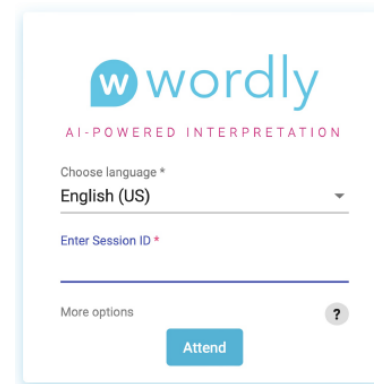 w wordly
AI-POWERED INTERPRETATION
Choose language *
English (US)
Enter Session ID *
More options ?
Attend